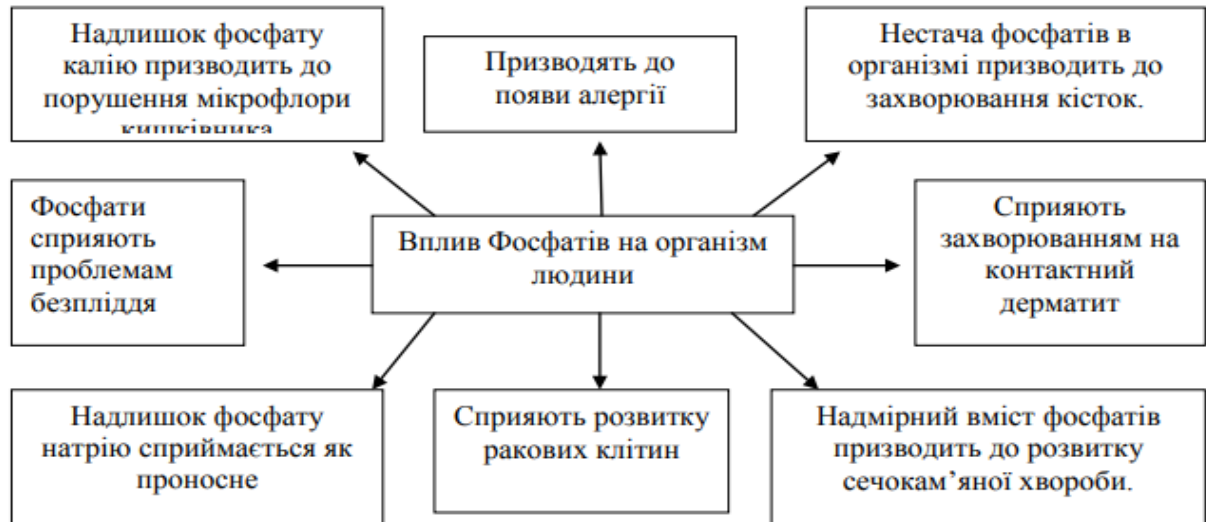 Надлишок фосфату
калію призводить до
порушення мікрофлори
кишківника
Призводять до
появи алергії
Нестача фосфатів в
організмі призводить до
захворювання кісток.
Фосфати
сприяють
проблемам
безпліддя
Вплив Фосфатів на організм
людини
Сприяють
захворюванням на
контактний
дерматит
Надлишок фосфату
натрію сприймається як
проносне
Сприяють розвитку
ракових клітин
Надмірний вміст фосфатів
призводить до розвитку
сечокам’яної хвороби.